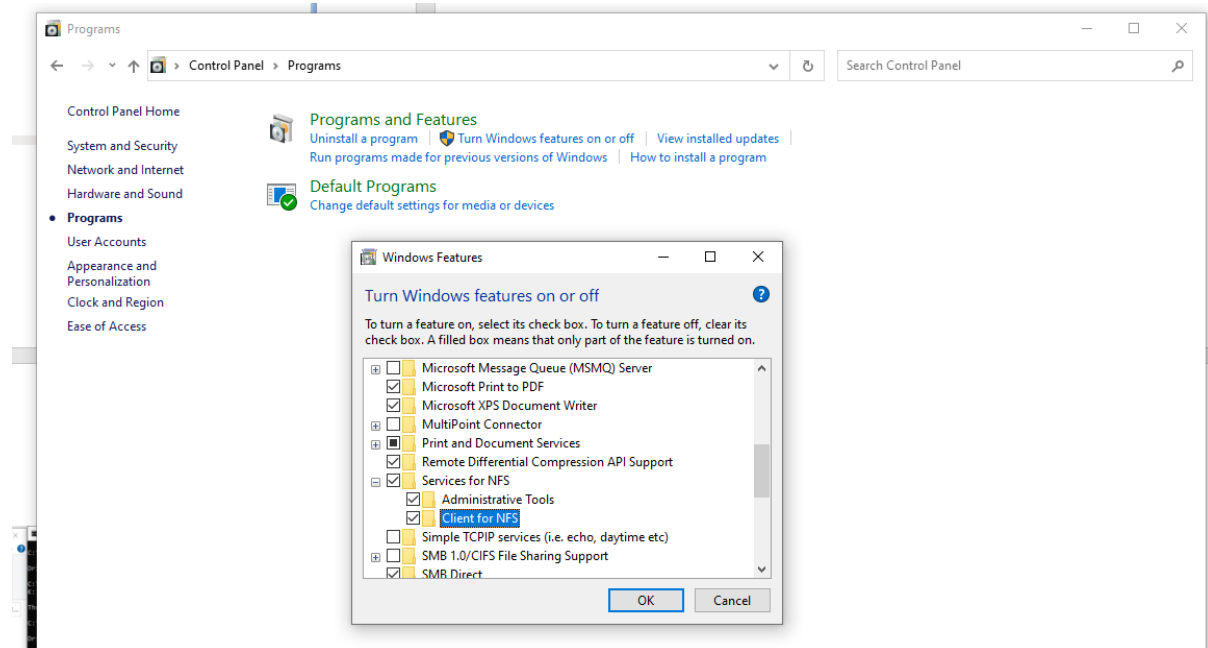 Programs
Control Panel > Programs
Search Control Panel
Control Panel Home
System and Security
Network and Internet
Hardware and Sound
Programs
User Accounts
Appearance and
Personalization
Clock and Region
Ease of Access
Programs and Features
Uninstall a program | Turn Windows features on or off | View installed updates
Run programs made for previous versions of Windows | How to install a program
Default Programs
Change default settings for media or devices
Windows Features
Turn Windows features on or off
To turn a feature on, select its check box. To turn a feature off, clear its
check box. A filled box means that only part of the feature is turned on.
Microsoft Message Queue (MSMQ) Server
Microsoft Print to PDF
Microsoft XPS Document Writer
MultiPoint Connector
Print and Document Services
Remote Differential Compression API Support
Services for NFS
Administrative Tools
Client for NFS
Simple TCPIP services (i.e. echo, daytime etc)
SMB 1.0/CIFS File Sharing Support
SMB Direct
OK
Cancel